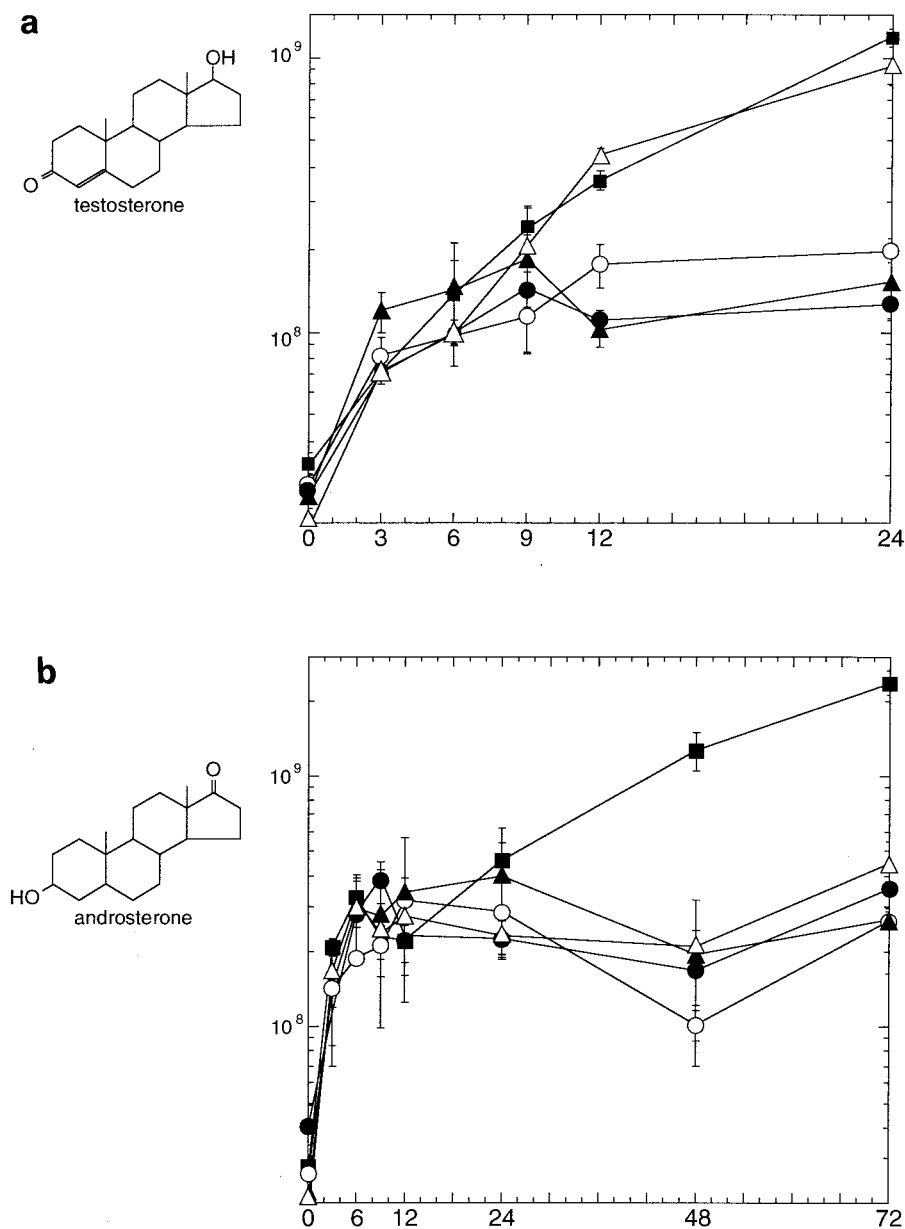 a
OH
O
testosterone
10⁹
10⁸
0 3 6 9 12 24
b
O
HO
androsterone
10⁹
10⁸
0 6 12 24 48 72